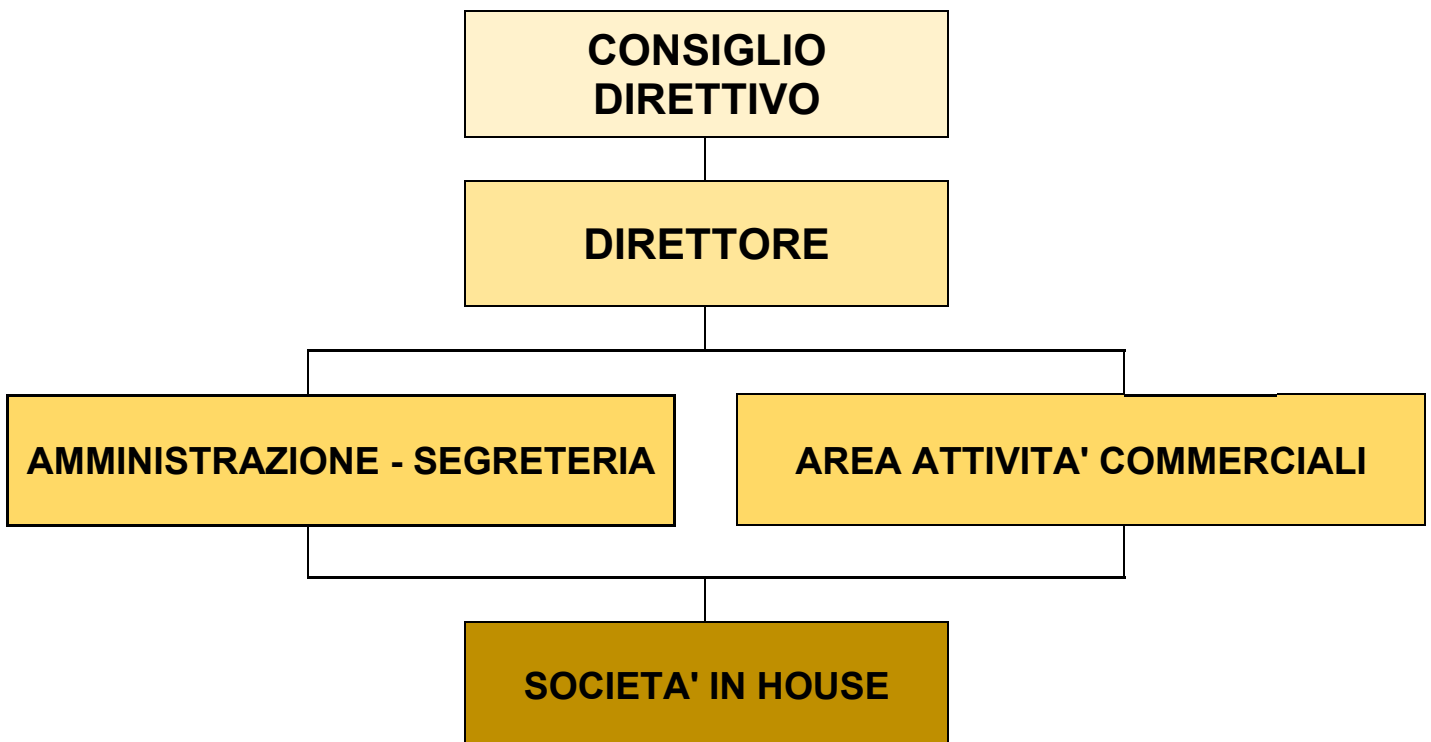 CONSIGLIO
DIRETTIVO
DIRETTORE
AMMINISTRAZIONE - SEGRETERIA
AREA ATTIVITA' COMMERCIALI
SOCIETA' IN HOUSE